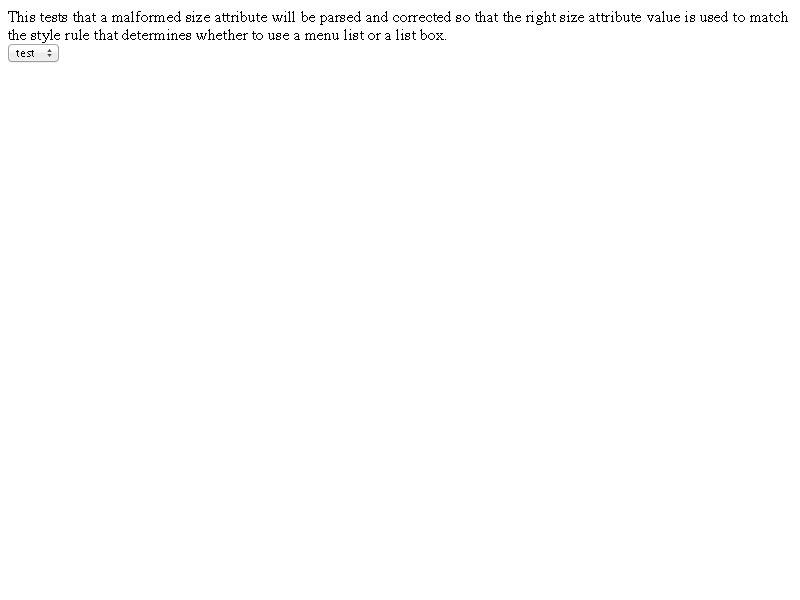 This tests that a malformed size attribute will be parsed and corrected so that the right size attribute value is used to match
the style rule that determines whether to use a menu list or a list box.
test